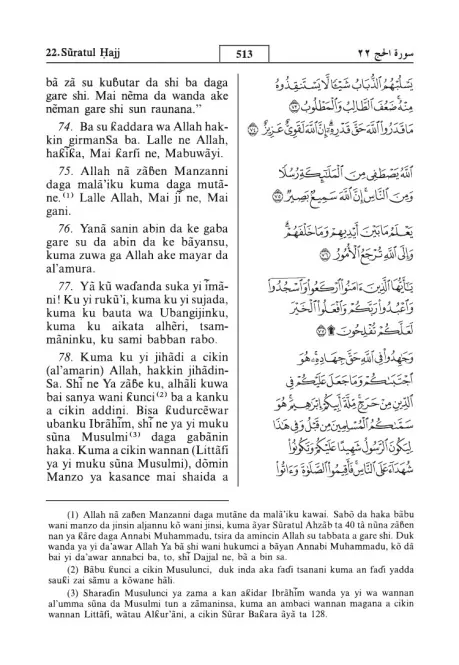 22. Sūratul Ḥajj
513
سورة الحج ٢٢
bā zā su kuɓutar da shi ba daga
gare shi. Mai nēma da wanda ake
nēman gare shi sun raunana."
74. Ba su ƙaddara wa Allah hak-
kin girmanSa ba. Lalle ne Allah,
haƙīƙa, Mai ƙarfi ne, Mabuwāyi.
75. Allah nā zāɓen Manzanni
daga malā'iku kuma daga mutā-
ne.(1) Lalle Allah, Mai jī ne, Mai
gani.
76. Yanā sanin abin da ke gaba
gare su da abin da ke bāyansu,
kuma zuwa ga Allah ake mayar da
al'amura.
77. Yā kū waɗanda suka yi īmā-
ni! Ku yi rukū'i, kuma ku yi sujada,
kuma ku bauta wa Ubangijinku,
kuma ku aikata alhēri, tsam-
māninku, ku sami babban rabo.
78. Kuma ku yi jihādi a cikin
(al'amarin) Allah, hakkin jihādin-
Sa. Shī ne Ya zāɓe ku, alhāli kuwa
bai sanya wani ƙunci(2) ba a kanku
a cikin addini. Bisa ƙudurcēwar
ubanku Ibrāhīm, shī ne ya yi muku
sūna Musulmi(3) daga gabānin
haka. Kuma a cikin wannan (Littāfi
ya yi muku sūna Musulmi), dōmin
Manzo ya kasance mai shaida a
يَسْلُبْهُمُ الذُّبَابُ شَيْئًا لَّا يَسْتَنقِذُوهُ
مِنْهُ ضَعُفَ الطَّالِبُ وَالْمَطْلُوبُ ٧٣
مَا قَدَرُوا اللَّهَ حَقَّ قَدْرِهِ إِنَّ اللَّهَ لَقَوِيٌّ عَزِيزٌ ٧٤
اللَّهُ يَصْطَفِي مِنَ الْمَلَائِكَةِ رُسُلًا
وَمِنَ النَّاسِ إِنَّ اللَّهَ سَمِيعٌ بَصِيرٌ ٧٥
يَعْلَمُ مَا بَيْنَ أَيْدِيهِمْ وَمَا خَلْفَهُمْ
وَإِلَى اللَّهِ تُرْجَعُ الْأُمُورُ ٧٦
يَا أَيُّهَا الَّذِينَ آمَنُوا ارْكَعُوا وَاسْجُدُوا
وَاعْبُدُوا رَبَّكُمْ وَافْعَلُوا الْخَيْرَ
لَعَلَّكُمْ تُفْلِحُونَ ۩ ٧٧
وَجَاهِدُوا فِي اللَّهِ حَقَّ جِهَادِهِ هُوَ
اجْتَبَاكُمْ وَمَا جَعَلَ عَلَيْكُمْ فِي
الدِّينِ مِنْ حَرَجٍ مِّلَّةَ أَبِيكُمْ إِبْرَاهِيمَ هُوَ
سَمَّاكُمُ الْمُسْلِمِينَ مِن قَبْلُ وَفِي هَذَا
لِيَكُونَ الرَّسُولُ شَهِيدًا عَلَيْكُمْ وَتَكُونُوا
شُهَدَاءَ عَلَى النَّاسِ فَأَقِيمُوا الصَّلَاةَ وَآتُوا
(1) Allah nā zaɓen Manzanni daga mutāne da malā'iku kawai. Sabō da haka bābu
wani manzo da jinsin aljannu kō wani jinsi, kuma āyar Sūratul Ahzāb ta 40 tā nūna zāɓen
nan ya ƙāre daga Annabi Muhammadu, tsira da amincin Allah su tabbata a gare shi. Duk
wanda ya yi da'awar Allah Ya bā shi wani hukumci a bāyan Annabi Muhammadu, kō dā
bai yi da'awar annabci ba, to, shī Dajjal ne, bā a bin sa.
(2) Bābu ƙunci a cikin Musulunci, duk inda aka faɗi tsanani kuma an faɗi yadda
sauƙi zai sāmu a kōwane hāli.
(3) Sharaɗin Musulunci ya zama a kan aƙidar Ibrāhīm wanda ya yi wa wannan
al'umma sūna da Musulmi tun a zāmaninsa, kuma an ambaci wannan magana a cikin
wannan Littāfi, wātau Alƙur'āni, a cikin Sūrar Baƙara āyā ta 128.